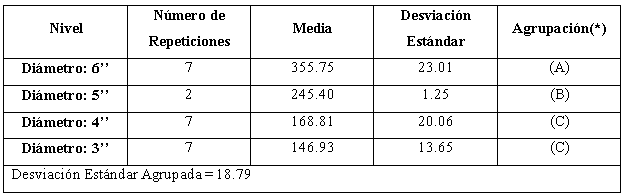 Nivel Número de Repeticiones Media Desviación Estándar Agrupación(*)
Diámetro: 6’’ 7 355.75 23.01 (A)
Diámetro: 5’’ 2 245.40 1.25 (B)
Diámetro: 4’’ 7 168.81 20.06 (C)
Diámetro: 3’’ 7 146.93 13.65 (C)
Desviación Estándar Agrupada = 18.79